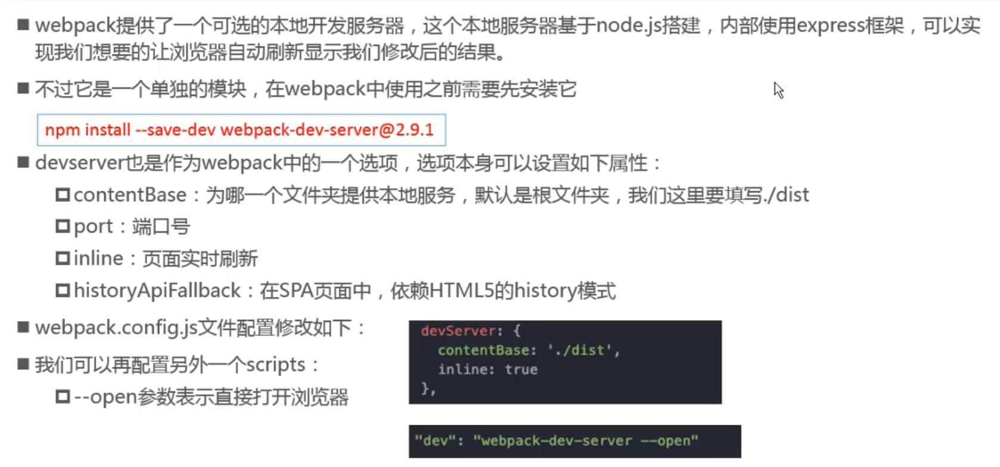 webpack提供了一个可选的本地开发服务器，这个本地服务器基于node.js搭建，内部使用express框架，可以实
现我们想要的让浏览器自动刷新显示我们修改后的结果。
不过它是一个单独的模块，在webpack中使用之前需要先安装它
npm install --save-dev webpack-dev-server@2.9.1
devserver也是作为webpack中的一个选项，选项本身可以设置如下属性：
contentBase：为哪一个文件夹提供本地服务，默认是根文件夹，我们这里要填写./dist
port：端口号
inline：页面实时刷新
historyApiFallback：在SPA页面中，依赖HTML5的history模式
webpack.config.js文件配置修改如下：
devServer: {
contentBase: './dist',
inline: true
},
我们可以再配置另外一个scripts：
--open参数表示直接打开浏览器
"dev": "webpack-dev-server --open"